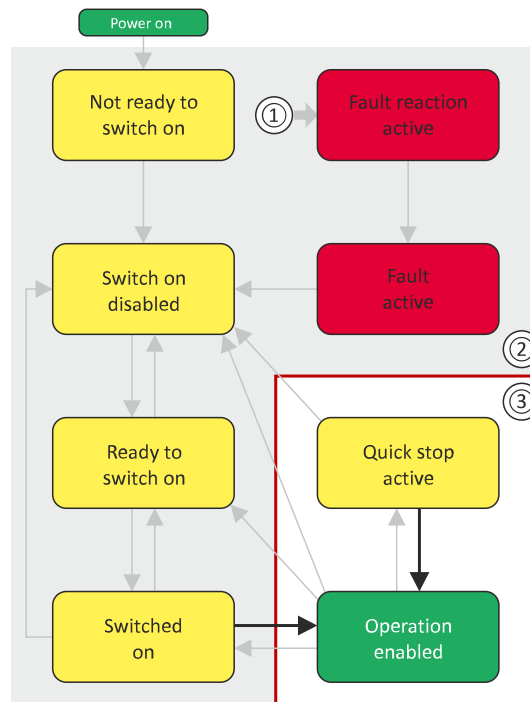 Power on
Not ready to
switch on
①
Fault reaction
active
Switch on
disabled
Fault
active
②
③
Ready to
switch on
Quick stop
active
Switched
on
Operation
enabled